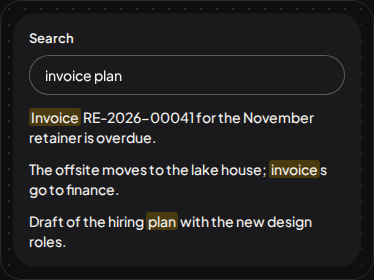 Search
invoice plan
Invoice RE-2026-00041 for the November
retainer is overdue.
The offsite moves to the lake house; invoices
go to finance.
Draft of the hiring plan with the new design
roles.